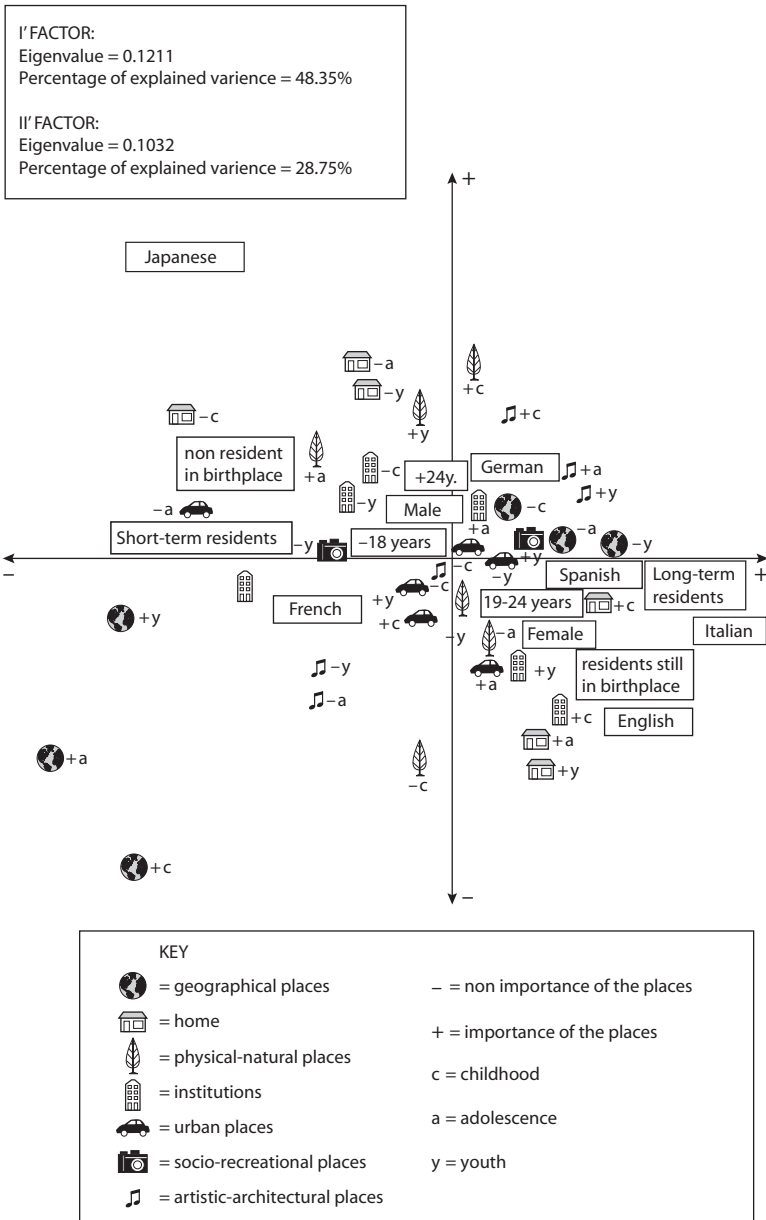 I' FACTOR:
Eigenvalue = 0.1211
Percentage of explained varience = 48.35%
II' FACTOR:
Eigenvalue = 0.1032
Percentage of explained varience = 28.75%
+
Japanese
–a
–y
+c
–c
+y
+c
non resident
in birthplace
+a
–c
+24y.
German
+a
–y
Male
+a
–c
+y
–a
Short-term residents
–y
–18 years
+y
–a
–y
–
–c
–c
–y
+
Spanish
Long-term
residents
+y
French
+y
+c
–y
19-24 years
+c
–a
Female
Italian
–y
+a
+y
residents still
in birthplace
–a
+c
English
+a
+a
–c
+y
+c
–
KEY
= geographical places
– = non importance of the places
= home
+ = importance of the places
= physical-natural places
c = childhood
= institutions
a = adolescence
= urban places
= socio-recreational places
y = youth
= artistic-architectural places